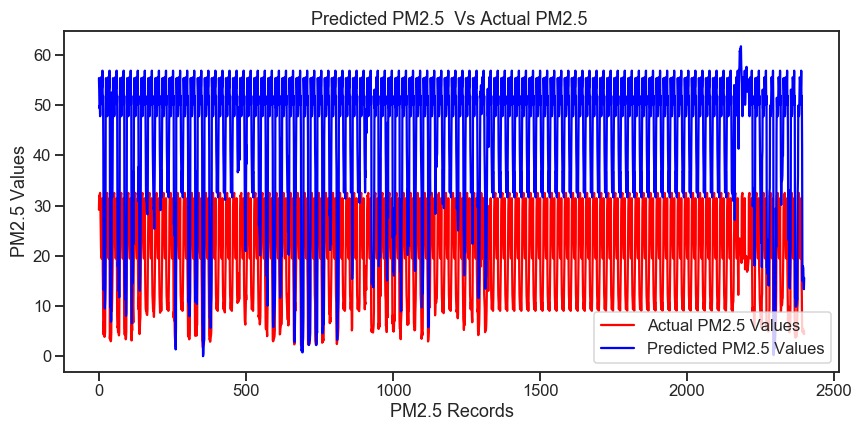 Predicted PM2.5  Vs Actual PM2.5
60
50
40
30
20
10
0
PM2.5 Values
Actual PM2.5 Values
Predicted PM2.5 Values
0 500 1000 1500 2000 2500
PM2.5 Records